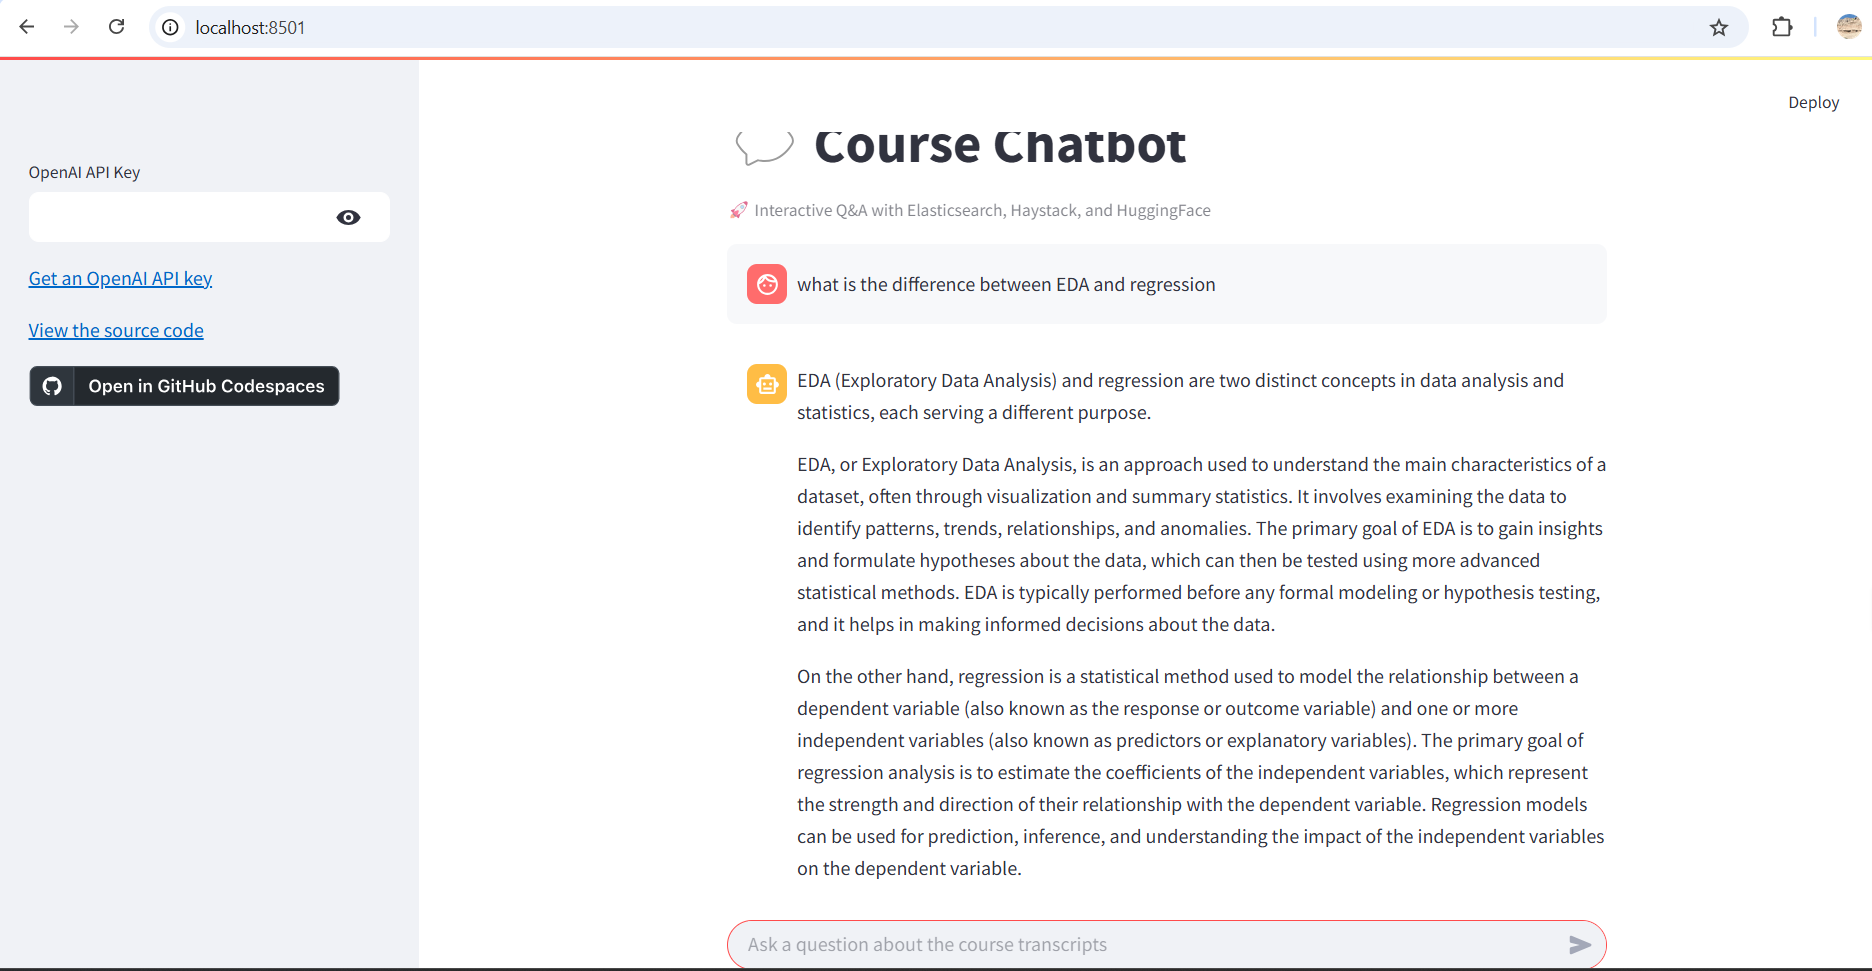 localhost:8501
Deploy
OpenAI API Key
Get an OpenAI API key
View the source code
Open in GitHub Codespaces
Course Chatbot
🚀 Interactive Q&A with Elasticsearch, Haystack, and HuggingFace
what is the difference between EDA and regression
EDA (Exploratory Data Analysis) and regression are two distinct concepts in data analysis and
statistics, each serving a different purpose.
EDA, or Exploratory Data Analysis, is an approach used to understand the main characteristics of a
dataset, often through visualization and summary statistics. It involves examining the data to
identify patterns, trends, relationships, and anomalies. The primary goal of EDA is to gain insights
and formulate hypotheses about the data, which can then be tested using more advanced
statistical methods. EDA is typically performed before any formal modeling or hypothesis testing,
and it helps in making informed decisions about the data.
On the other hand, regression is a statistical method used to model the relationship between a
dependent variable (also known as the response or outcome variable) and one or more
independent variables (also known as predictors or explanatory variables). The primary goal of
regression analysis is to estimate the coefficients of the independent variables, which represent
the strength and direction of their relationship with the dependent variable. Regression models
can be used for prediction, inference, and understanding the impact of the independent variables
on the dependent variable.
Ask a question about the course transcripts